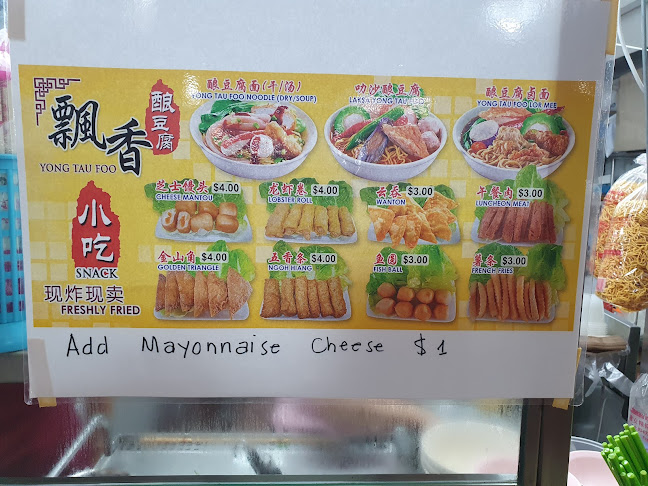 飄香
酿豆腐
YONG TAU FOO
小吃
SNACK
现炸现卖
FRESHLY FRIED
酿豆腐面(干/汤)
YONG TAU FOO NOODLE (DRY/SOUP)
叻沙酿豆腐
LAKSA YONG TAU FOO
酿豆腐卤面
YONG TAU FOO LOR MEE
芝士馒头 $4.00
CHEESE MANTOU
龙虾卷 $4.00
LOBSTER ROLL
云吞 $3.00
WANTON
午餐肉 $3.00
LUNCHEON MEAT
金山角 $4.00
GOLDEN TRIANGLE
五香条 $4.00
NGOH HIANG
鱼圆 $3.00
FISH BALL
薯条 $3.00
FRENCH FRIES
Add Mayonnaise Cheese $1